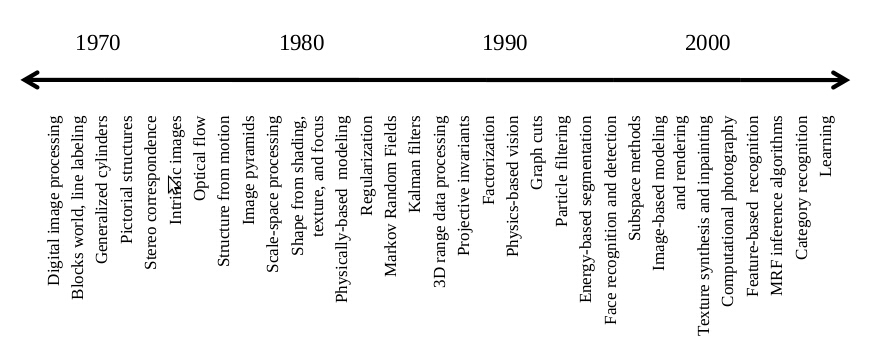 1970
1980
1990
2000
Digital image processing
Blocks world, line labeling
Generalized cylinders
Pictorial structures
Stereo correspondence
Intrinsic images
Optical flow
Structure from motion
Image pyramids
Scale-space processing
Shape from shading,
texture, and focus
Physically-based modeling
Regularization
Markov Random Fields
Kalman filters
3D range data processing
Projective invariants
Factorization
Physics-based vision
Graph cuts
Particle filtering
Energy-based segmentation
Face recognition and detection
Subspace methods
Image-based modeling
and rendering
Texture synthesis and inpainting
Computational photography
Feature-based recognition
MRF inference algorithms
Category recognition
Learning